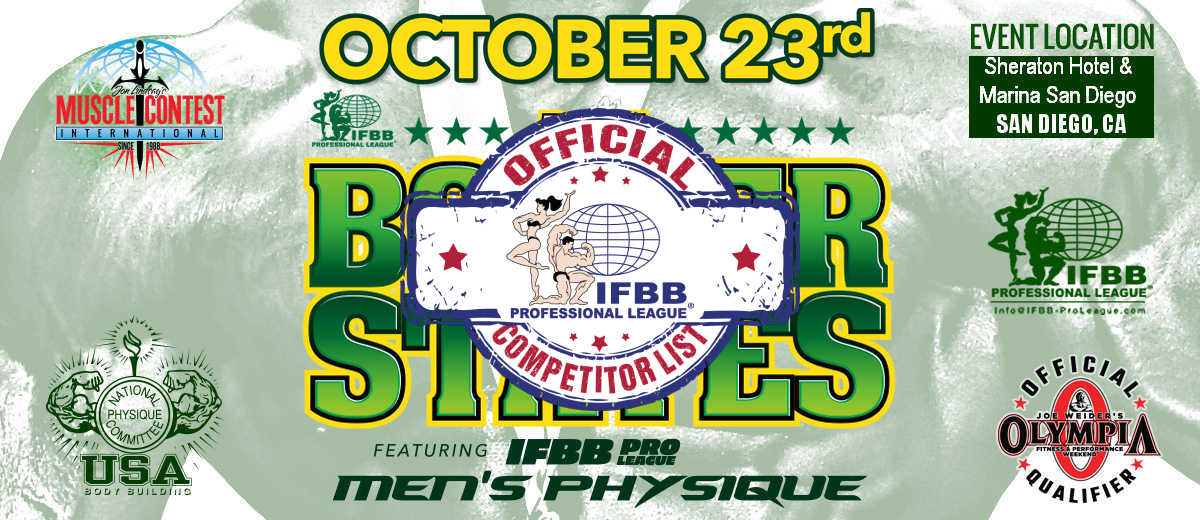 OCTOBER 23rd
Jon Lindsay's
MUSCLE CONTEST
INTERNATIONAL
SINCE 1988
EVENT LOCATION
Sheraton Hotel &
Marina San Diego
SAN DIEGO, CA
IFBB
PROFESSIONAL LEAGUE
OFFICIAL
IFBB
PROFESSIONAL LEAGUE®
COMPETITOR LIST
IFBB
PROFESSIONAL LEAGUE
Info@IFBB-ProLeague.com
NATIONAL
PHYSIQUE
COMMITTEE
USA
BODY BUILDING
FEATURING IFBB PRO
LEAGUE
MEN'S PHYSIQUE
OFFICIAL
JOE WEIDER'S
OLYMPIA
FITNESS & PERFORMANCE
WEEKEND
QUALIFIER